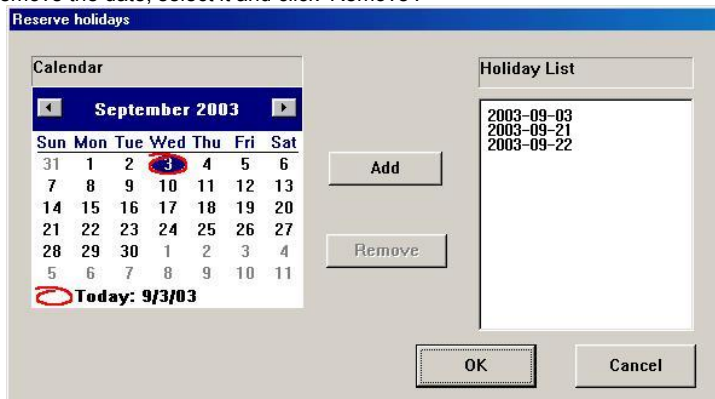 emove the date, select it and click "Remove".
Reserve holidays
Calendar
September 2003
Sun Mon Tue Wed Thu Fri Sat
31 1 2 3 4 5 6
7 8 9 10 11 12 13
14 15 16 17 18 19 20
21 22 23 24 25 26 27
28 29 30 1 2 3 4
5 6 7 8 9 10 11
Today: 9/3/03
Add
Remove
Holiday List
2003-09-03
2003-09-21
2003-09-22
OK
Cancel